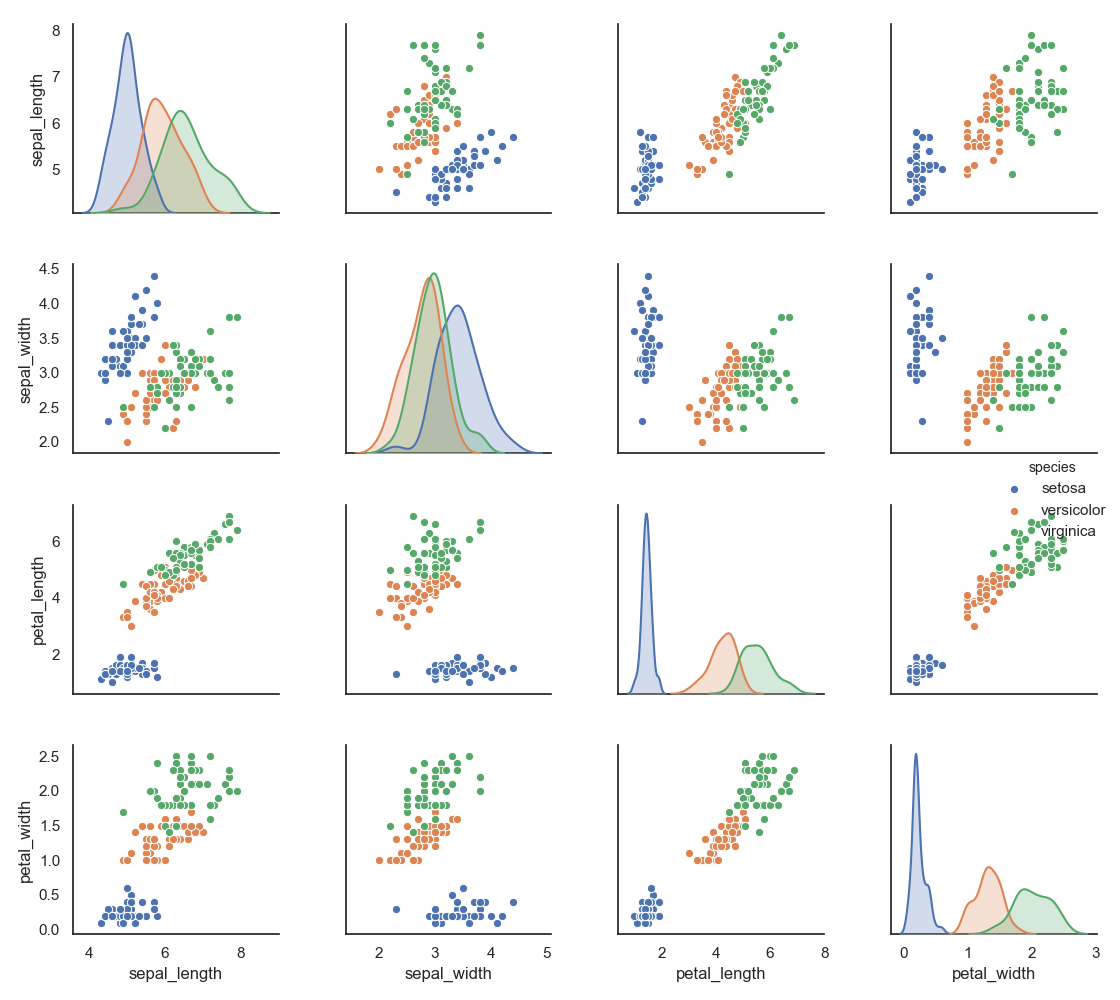 8
7
6
5
sepal_length
4.5
4.0
3.5
3.0
2.5
2.0
sepal_width
species
setosa
versicolor
virginica
6
4
2
petal_length
2.5
2.0
1.5
1.0
0.5
0.0
petal_width
4 6 8
2 3 4 5
2 4 6 8
0 1 2 3
sepal_length
sepal_width
petal_length
petal_width